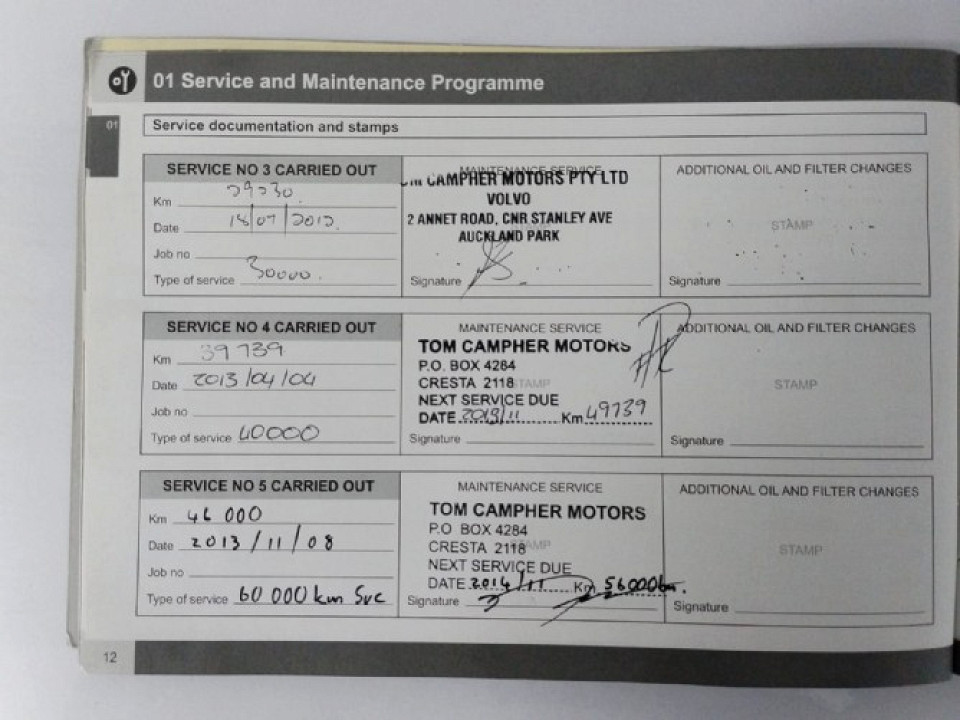 01 Service and Maintenance Programme
01
Service documentation and stamps
SERVICE NO 3 CARRIED OUT
Km 29230
Date 18/07/2012
Job no
Type of service 30000
MAINTENANCE SERVICE
CAMPHER MOTORS PTY LTD
VOLVO
2 ANNET ROAD, CNR STANLEY AVE
AUCKLAND PARK
Signature
ADDITIONAL OIL AND FILTER CHANGES
STAMP
Signature
SERVICE NO 4 CARRIED OUT
Km 39739
Date 2013/04/04
Job no
Type of service 40000
MAINTENANCE SERVICE
TOM CAMPHER MOTORS
P.O. BOX 4284
CRESTA 2118 STAMP
NEXT SERVICE DUE
DATE 2013/11 Km 49739
Signature
ADDITIONAL OIL AND FILTER CHANGES
STAMP
Signature
SERVICE NO 5 CARRIED OUT
Km 46 000
Date 2013/11/08
Job no
Type of service 60 000 km Svc
MAINTENANCE SERVICE
TOM CAMPHER MOTORS
P.O BOX 4284
CRESTA 2118 STAMP
NEXT SERVICE DUE
DATE 2014/11 Km 56000km.
Signature
ADDITIONAL OIL AND FILTER CHANGES
STAMP
Signature
12